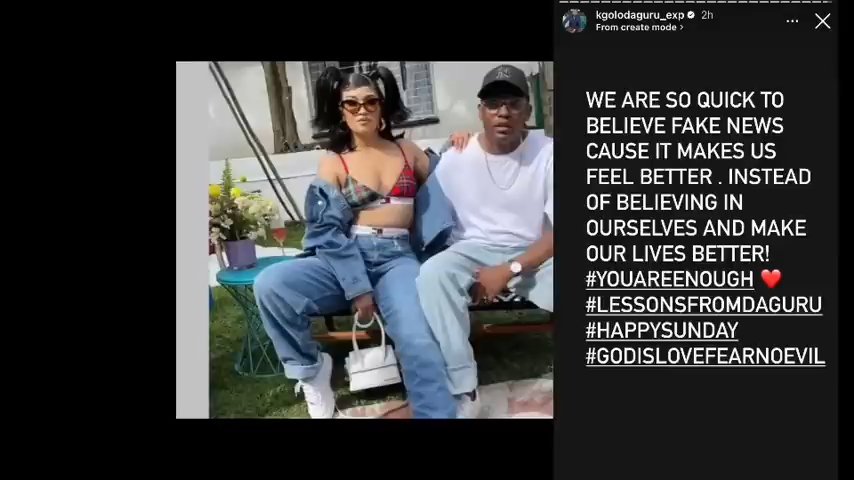 kgolodaguru_exp 2h
From create mode >
WE ARE SO QUICK TO
BELIEVE FAKE NEWS
CAUSE IT MAKES US
FEEL BETTER . INSTEAD
OF BELIEVING IN
OURSELVES AND MAKE
OUR LIVES BETTER!
#YOUAREENOUGH ❤️
#LESSONSFROMDAGURU
#HAPPYSUNDAY
#GODISLOVEFEARNOEVIL